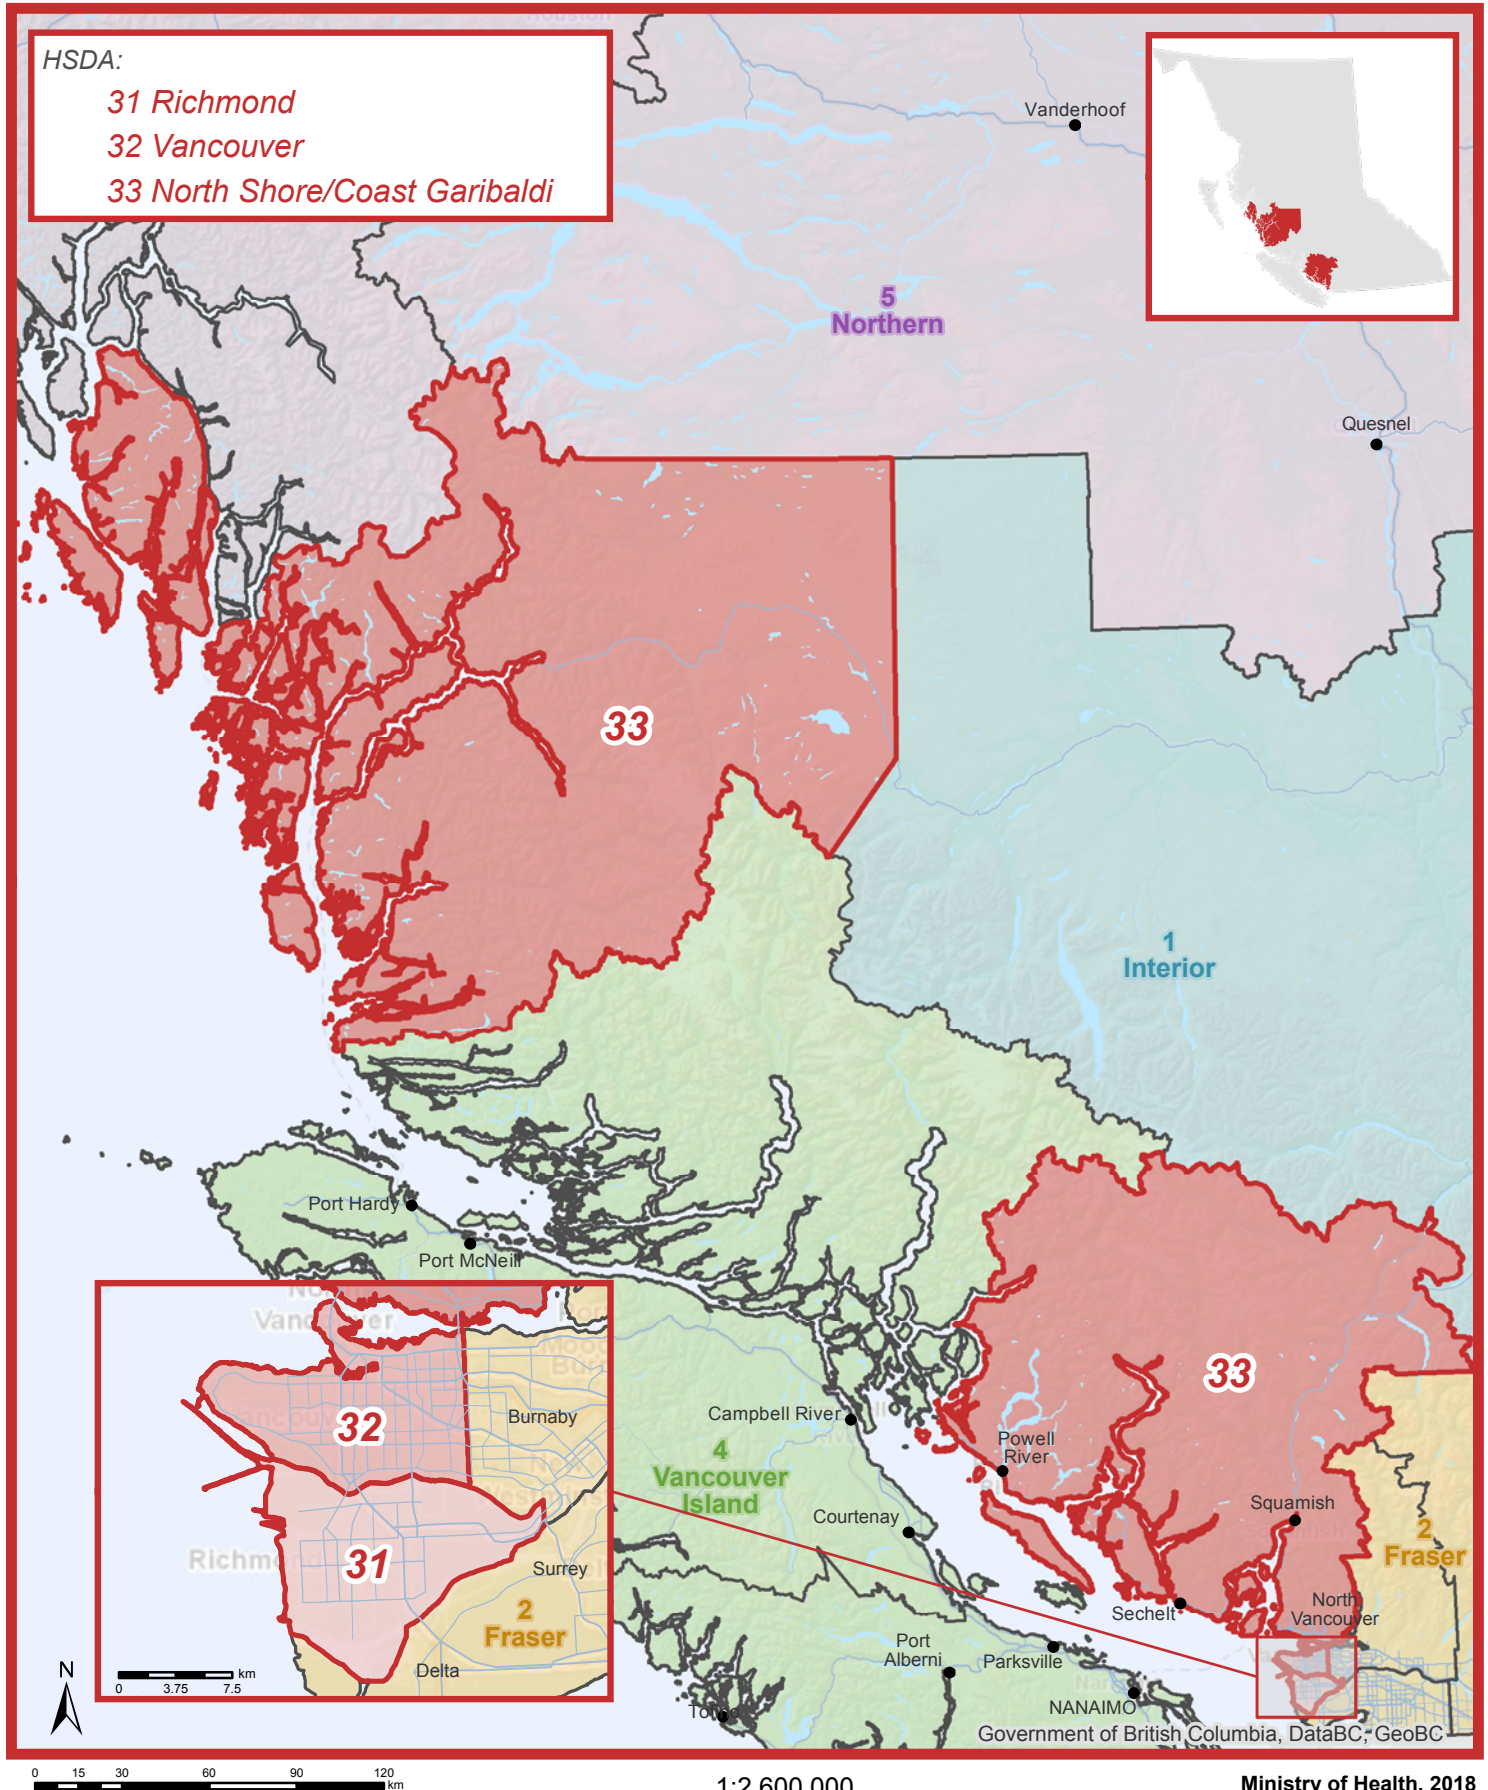 Houston
HSDA:
31 Richmond
32 Vancouver
33 North Shore/Coast Garibaldi
Vanderhoof
5
Northern
Quesnel
33
1
Interior
Port Hardy
Port McNeill
33
Campbell River
Powell
River
4
Vancouver
Island
Courtenay
Squamish
2
Fraser
Sechelt
North
Vancouver
Port
Alberni
Parksville
NANAIMO
Government of British Columbia, DataBC, GeoBC
Vancouver
32
Burnaby
Richmond
31
Surrey
2
Fraser
Delta
N
km
0 3.75 7.5
0 15 30 60 90 120
km
1:2,600,000
Ministry of Health, 2018